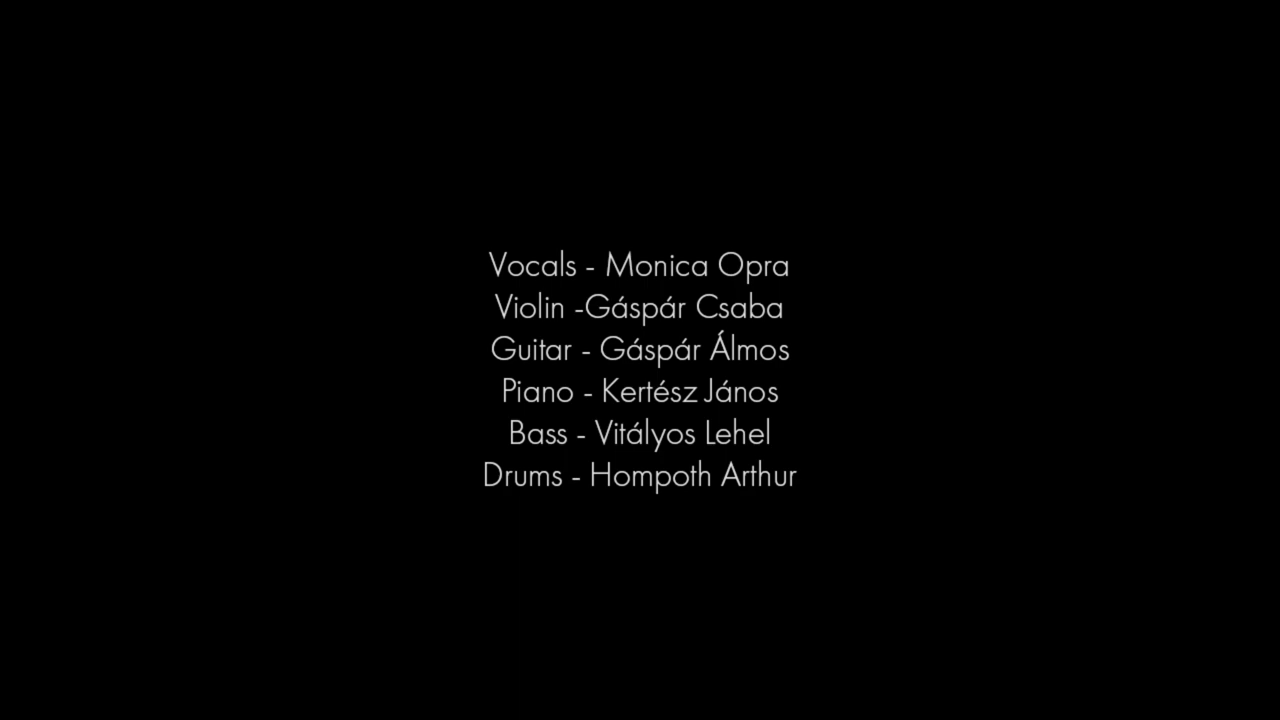 Vocals - Monica Opra
Violin -Gáspár Csaba
Guitar - Gáspár Álmos
Piano - Kertész János
Bass - Vitályos Lehel
Drums - Hompoth Arthur